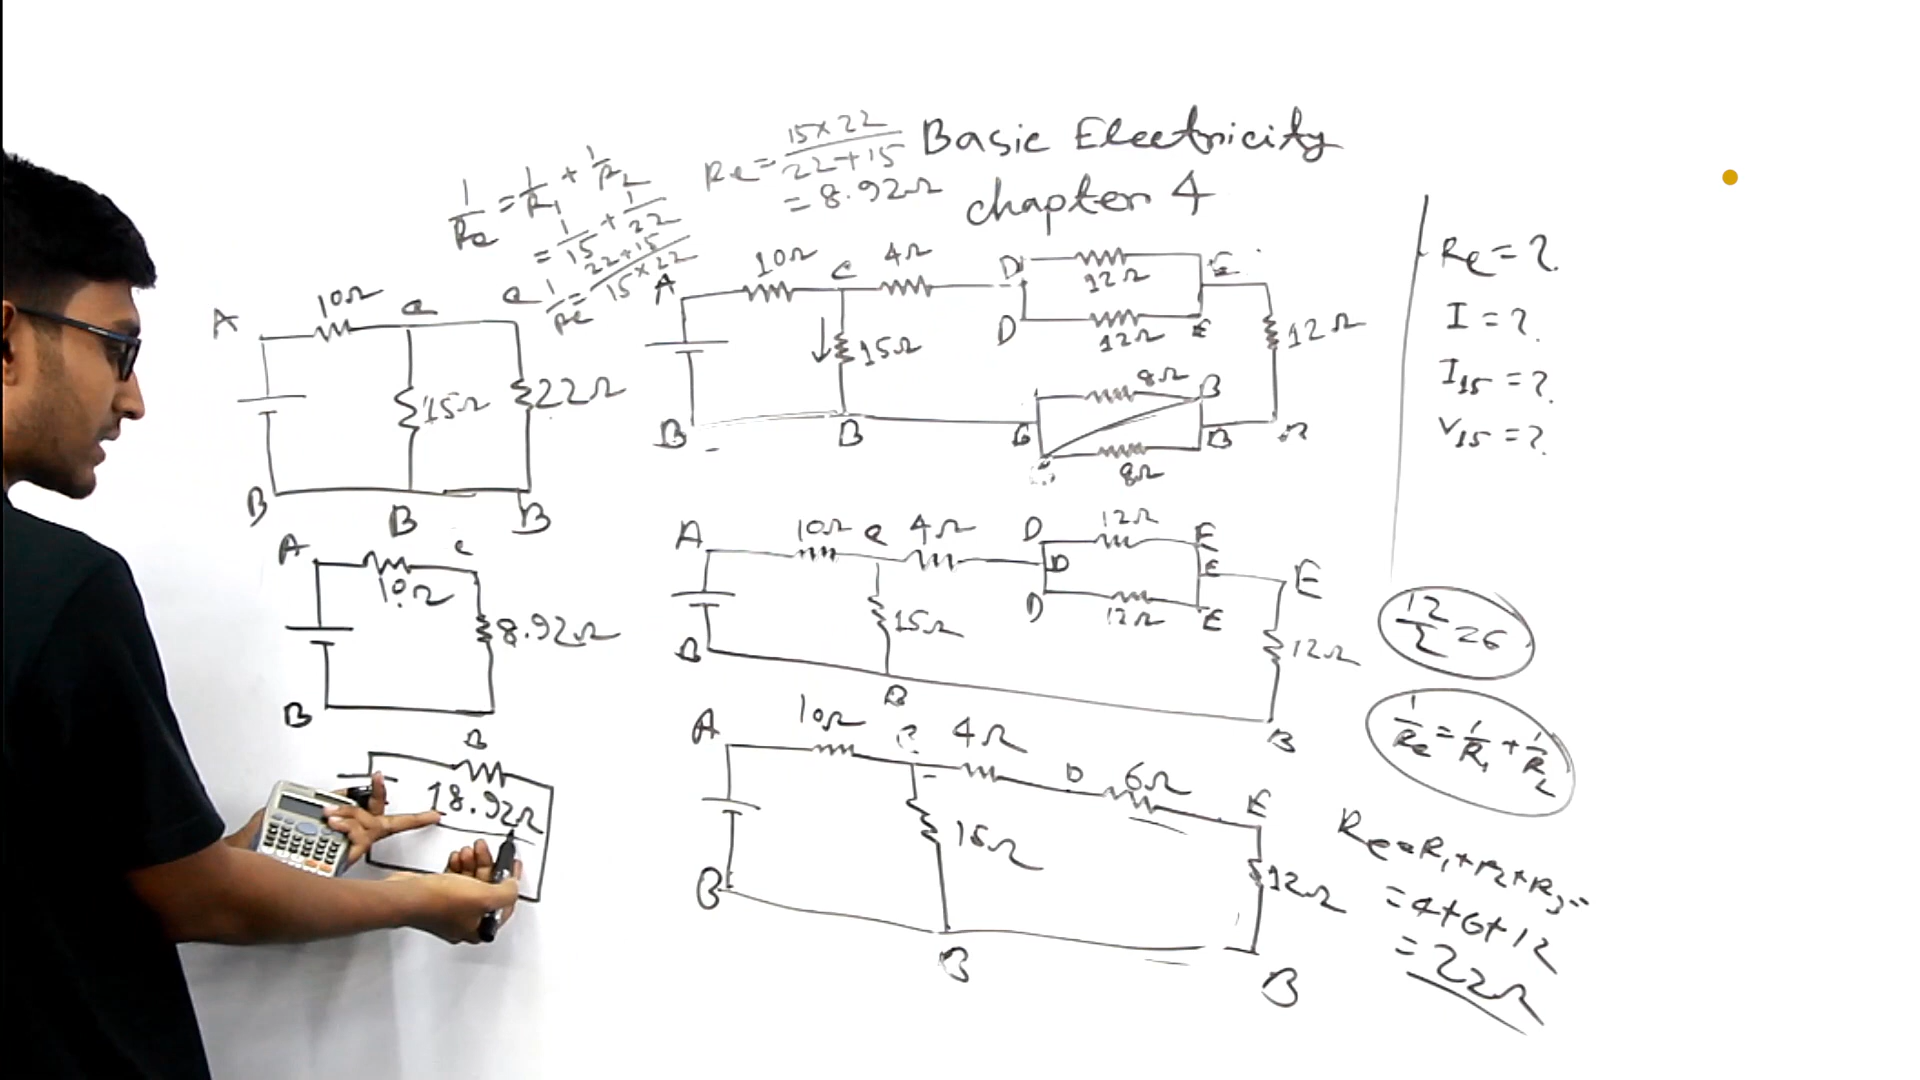 Basic Electricity
chapter 4
1/Re = 1/R1 + 1/R2
= 1/15 + 1/22
1/Re = 22+15/15×22
Re = 15×22/22+15
= 8.92Ω
10Ω
C
4Ω
A
D
12Ω
E
D
12Ω
E
15Ω
12Ω
8Ω
B
B
B
B
8Ω
Re = ?
I = ?
I15 = ?
V15 = ?
A
10Ω
C
C
15Ω
22Ω
B
B
B
A
10Ω
C
4Ω
D
12Ω
E
D
E
E
D
12Ω
E
15Ω
12Ω
B
B
B
12/2 = 6
1/Re = 1/R1 + 1/R2
A
10Ω
C
8.92Ω
B
B
18.92Ω
A
10Ω
C
4Ω
D
6Ω
E
15Ω
12Ω
B
B
B
Re = R1 + R2 + R3
= 4+6+12
= 22Ω